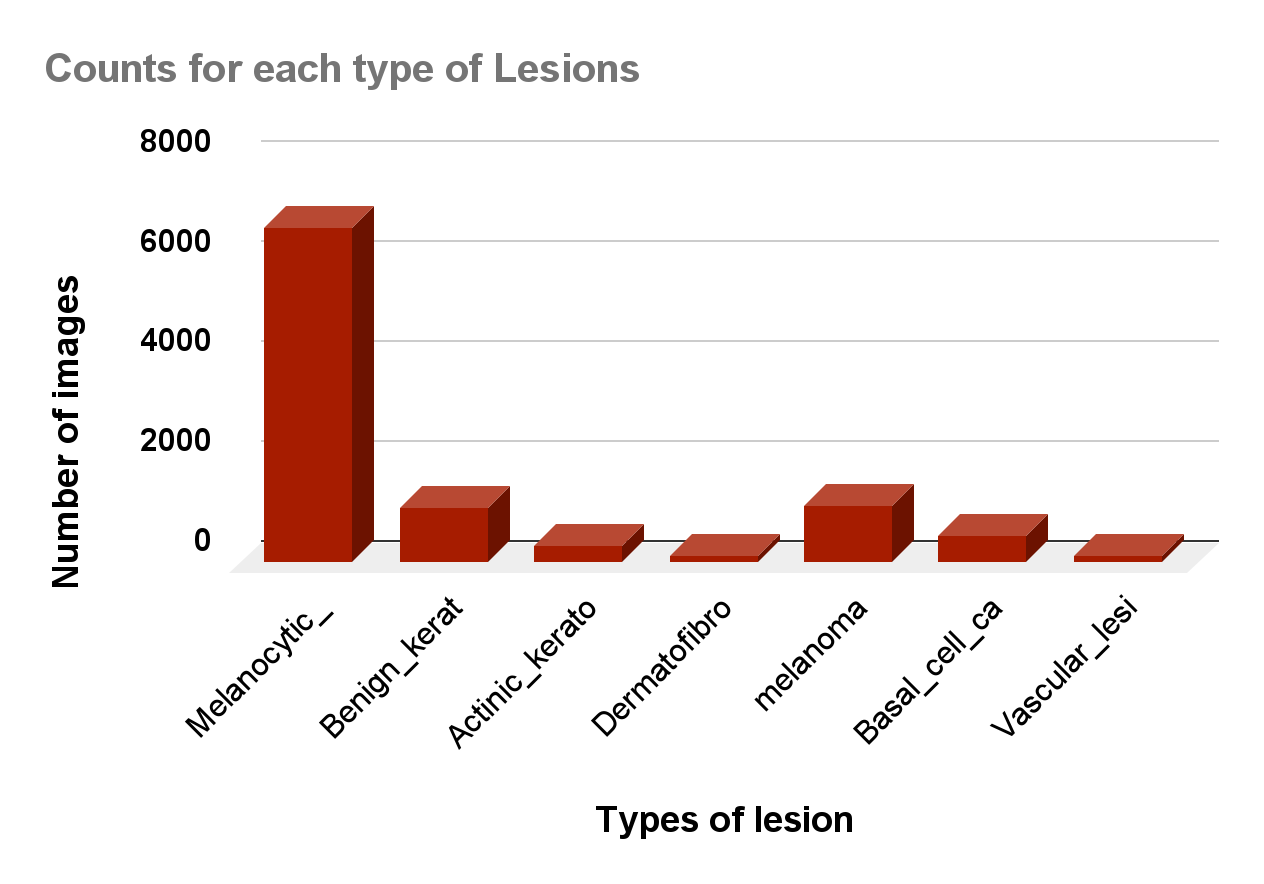 Counts for each type of Lesions
8000
6000
4000
2000
0
Number of images
Melanocytic_
Benign_kerat
Actinic_kerato
Dermatofibro
melanoma
Basal_cell_ca
Vascular_lesi
Types of lesion